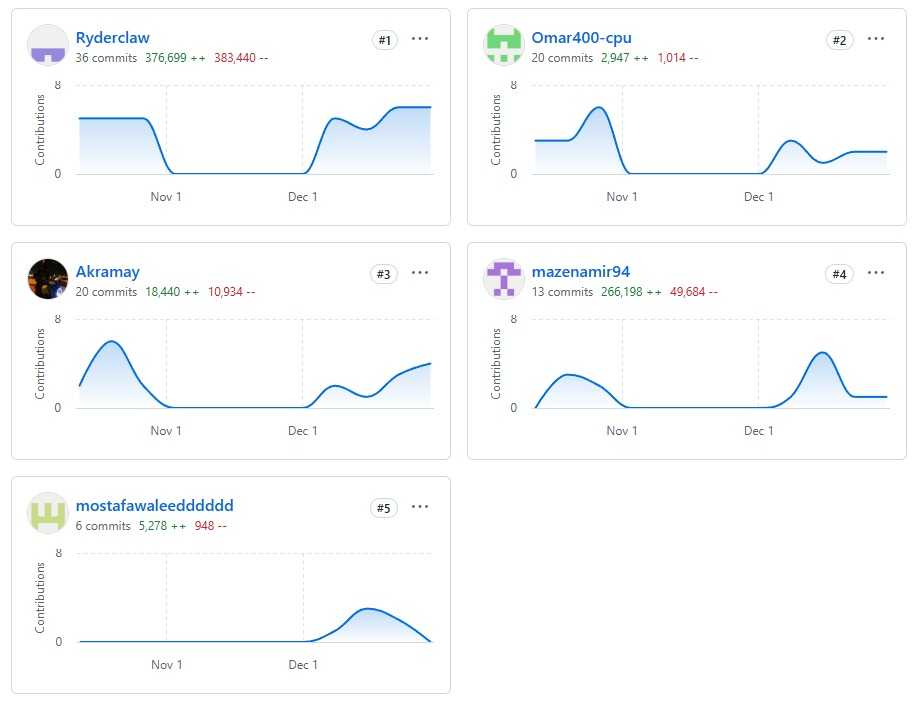 Ryderclaw
#1
36 commits 376,699 ++ 383,440 --
8
Contributions
0
Nov 1 Dec 1
Omar400-cpu
#2
20 commits 2,947 ++ 1,014 --
8
Contributions
0
Nov 1 Dec 1
Akramay
#3
20 commits 18,440 ++ 10,934 --
8
Contributions
0
Nov 1 Dec 1
mazenamir94
#4
13 commits 266,198 ++ 49,684 --
8
Contributions
0
Nov 1 Dec 1
mostafawaleedddddd
#5
6 commits 5,278 ++ 948 --
8
Contributions
0
Nov 1 Dec 1